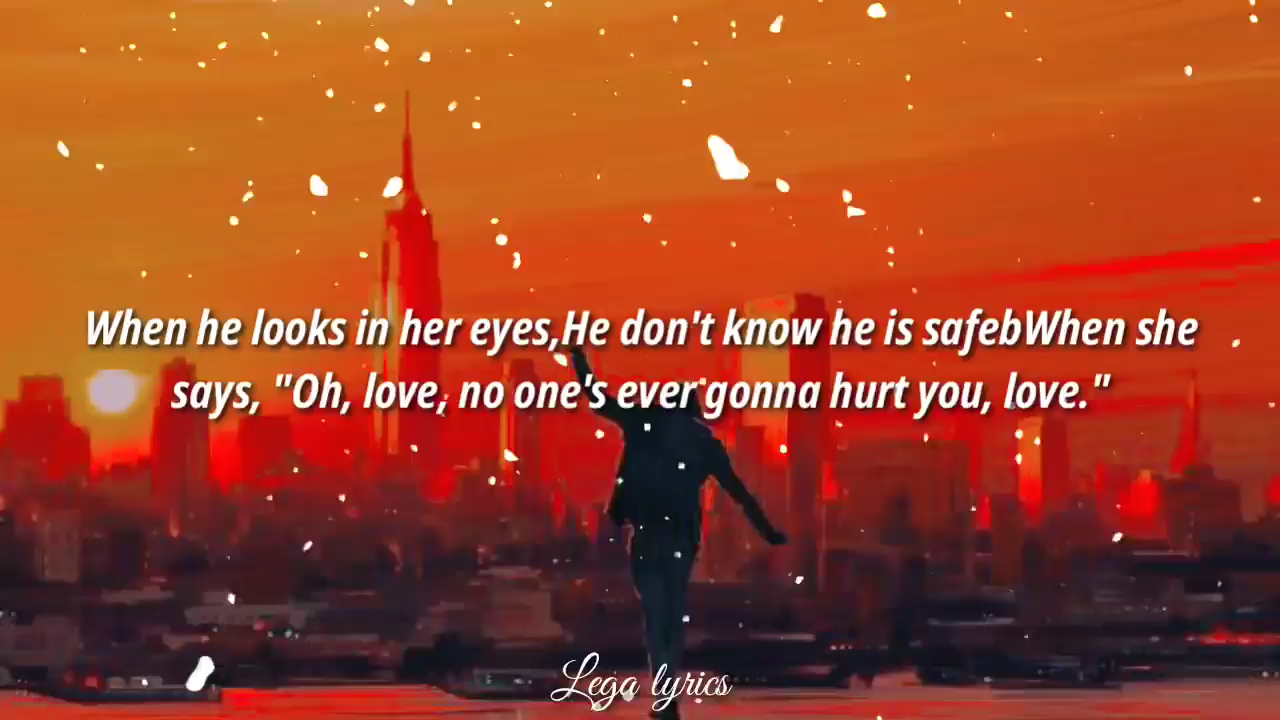 When he looks in her eyes,He don't know he is safebWhen she
says, "Oh, love, no one's ever gonna hurt you, love."
Lega lyrics